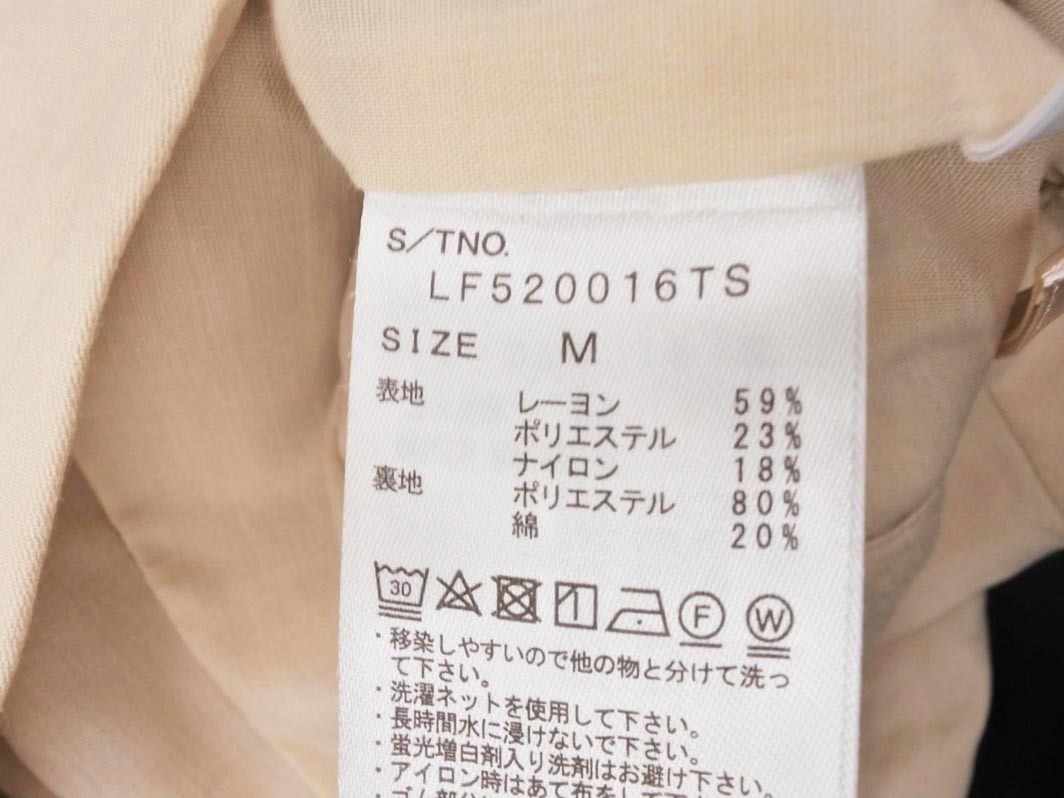 S/TNO.
LF520016TS
SIZE M
表地 レーヨン 59%
ポリエステル 23%
ナイロン 18%
裏地 ポリエステル 80%
綿 20%
30
F W
・移染しやすいので他の物と分けて洗っ
て下さい。
・洗濯ネットを使用して下さい。
・長時間水に浸けないで下さい。
・蛍光増白剤入り洗剤はお避け下さい。
・アイロン時はあて布をして下さい。